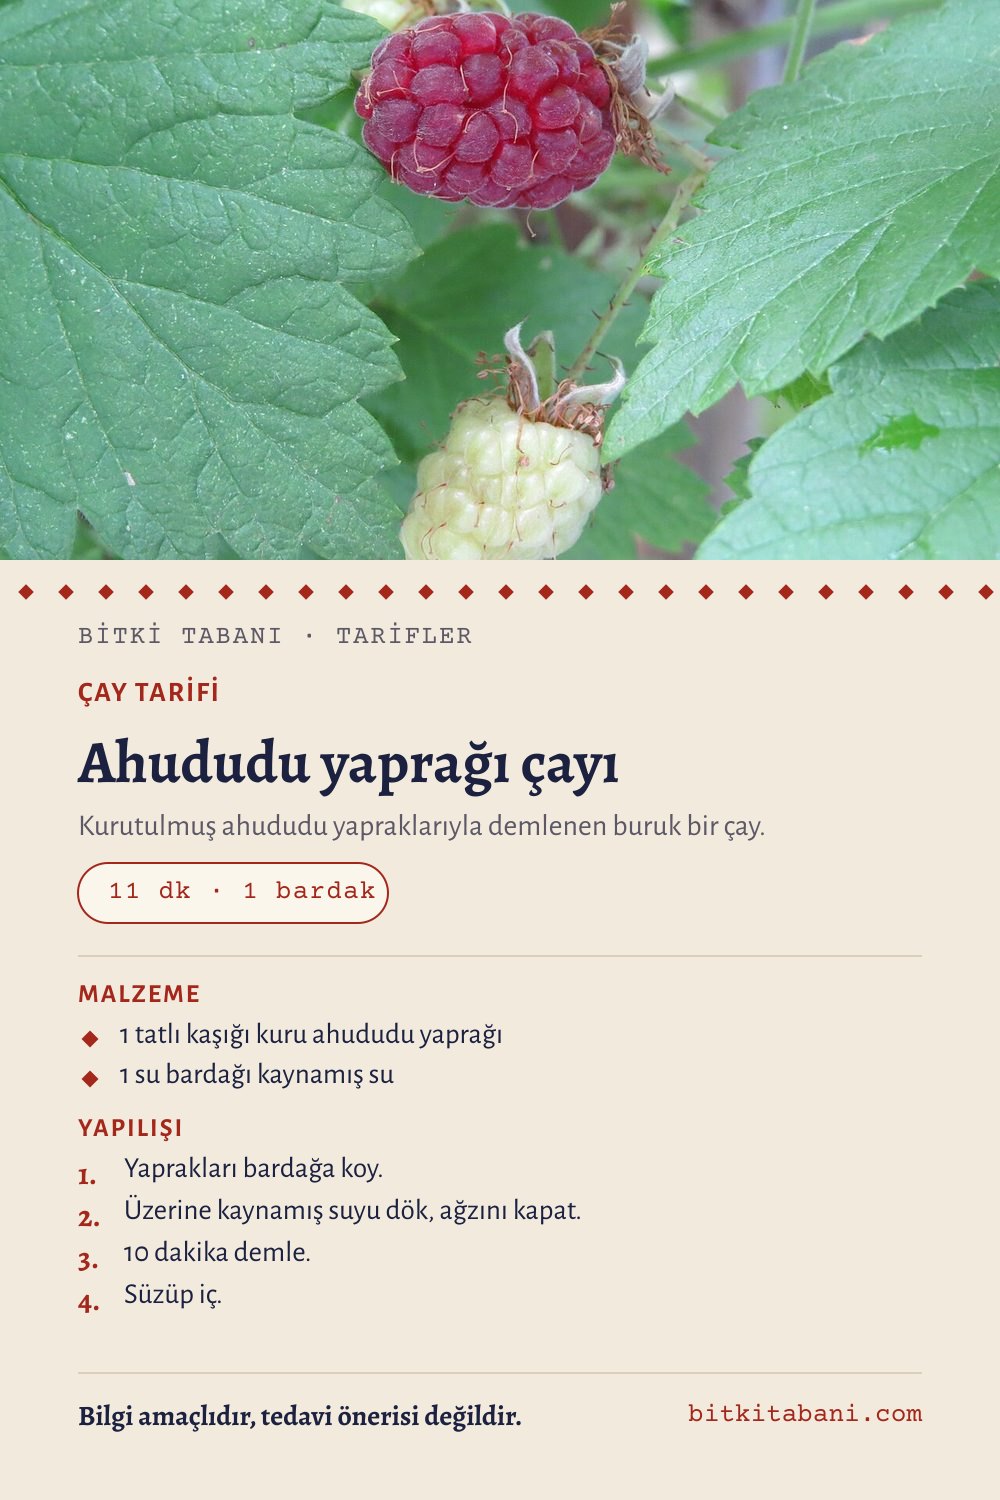 BİTKİ TABANI · TARİFLER
ÇAY TARİFİ
Ahududu yaprağı çayı
Kurutulmuş ahududu yapraklarıyla demlenen buruk bir çay.
11 dk · 1 bardak
MALZEME
1 tatlı kaşığı kuru ahududu yaprağı
1 su bardağı kaynamış su
YAPILIŞI
1. Yaprakları bardağa koy.
2. Üzerine kaynamış suyu dök, ağzını kapat.
3. 10 dakika demle.
4. Süzüp iç.
Bilgi amaçlıdır, tedavi önerisi değildir.
bitkitabani.com